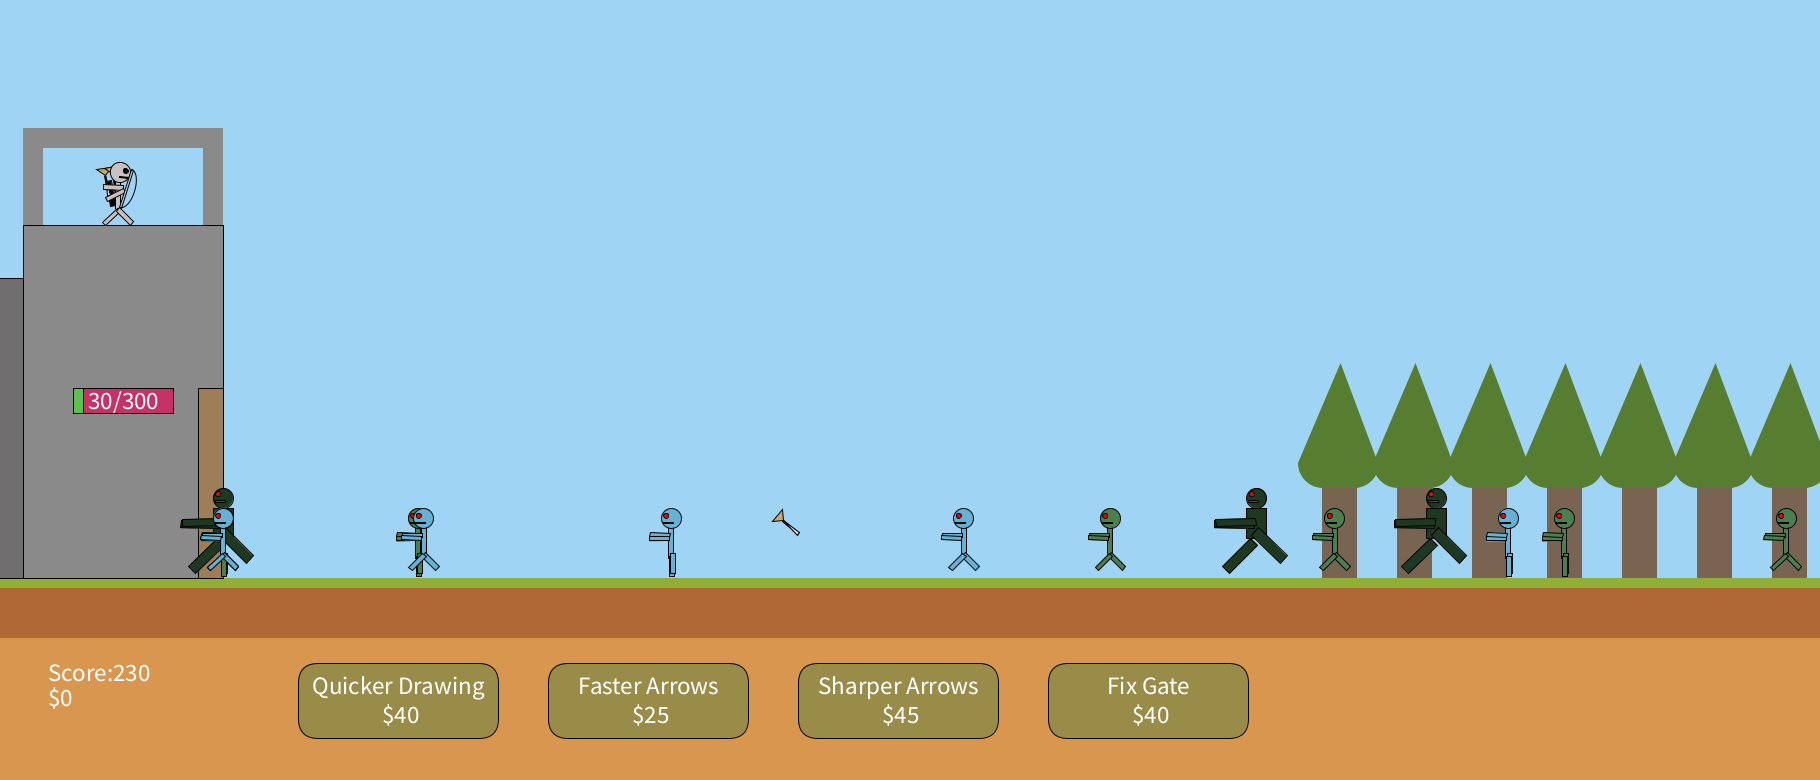 30/300
Score:230
$0
Quicker Drawing
$40
Faster Arrows
$25
Sharper Arrows
$45
Fix Gate
$40